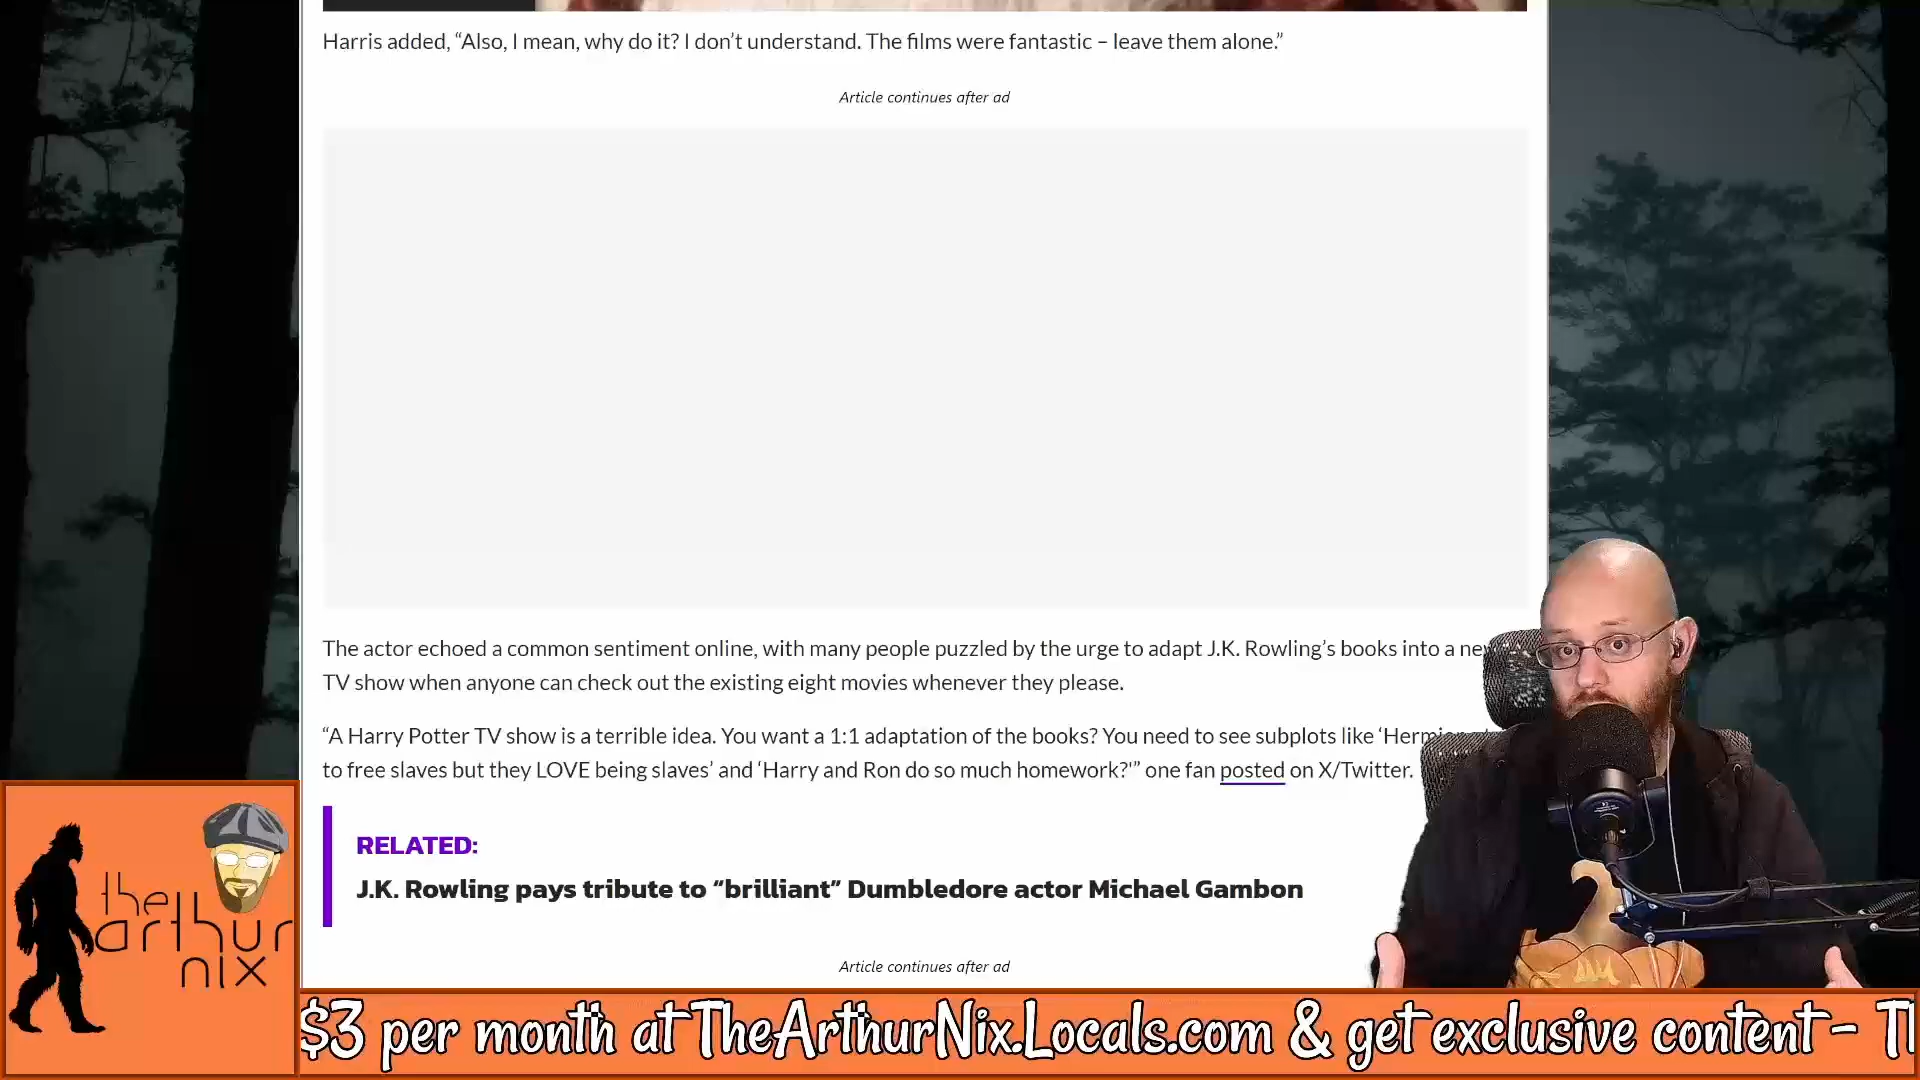 Harris added, “Also, I mean, why do it? I don’t understand. The films were fantastic – leave them alone.”
Article continues after ad
The actor echoed a common sentiment online, with many people puzzled by the urge to adapt J.K. Rowling’s books into a
TV show when anyone can check out the existing eight movies whenever they please.
“A Harry Potter TV show is a terrible idea. You want a 1:1 adaptation of the books? You need to see subplots like
to free slaves but they LOVE being slaves’ and ‘Harry and Ron do so much homework?'” one fan posted on X/Twitter.
RELATED:
J.K. Rowling pays tribute to “brilliant” Dumbledore actor Michael Gambon
Article continues after ad
the
arthur
nix
$3 per month at TheArthurNix.Locals.com & get exclusive content -